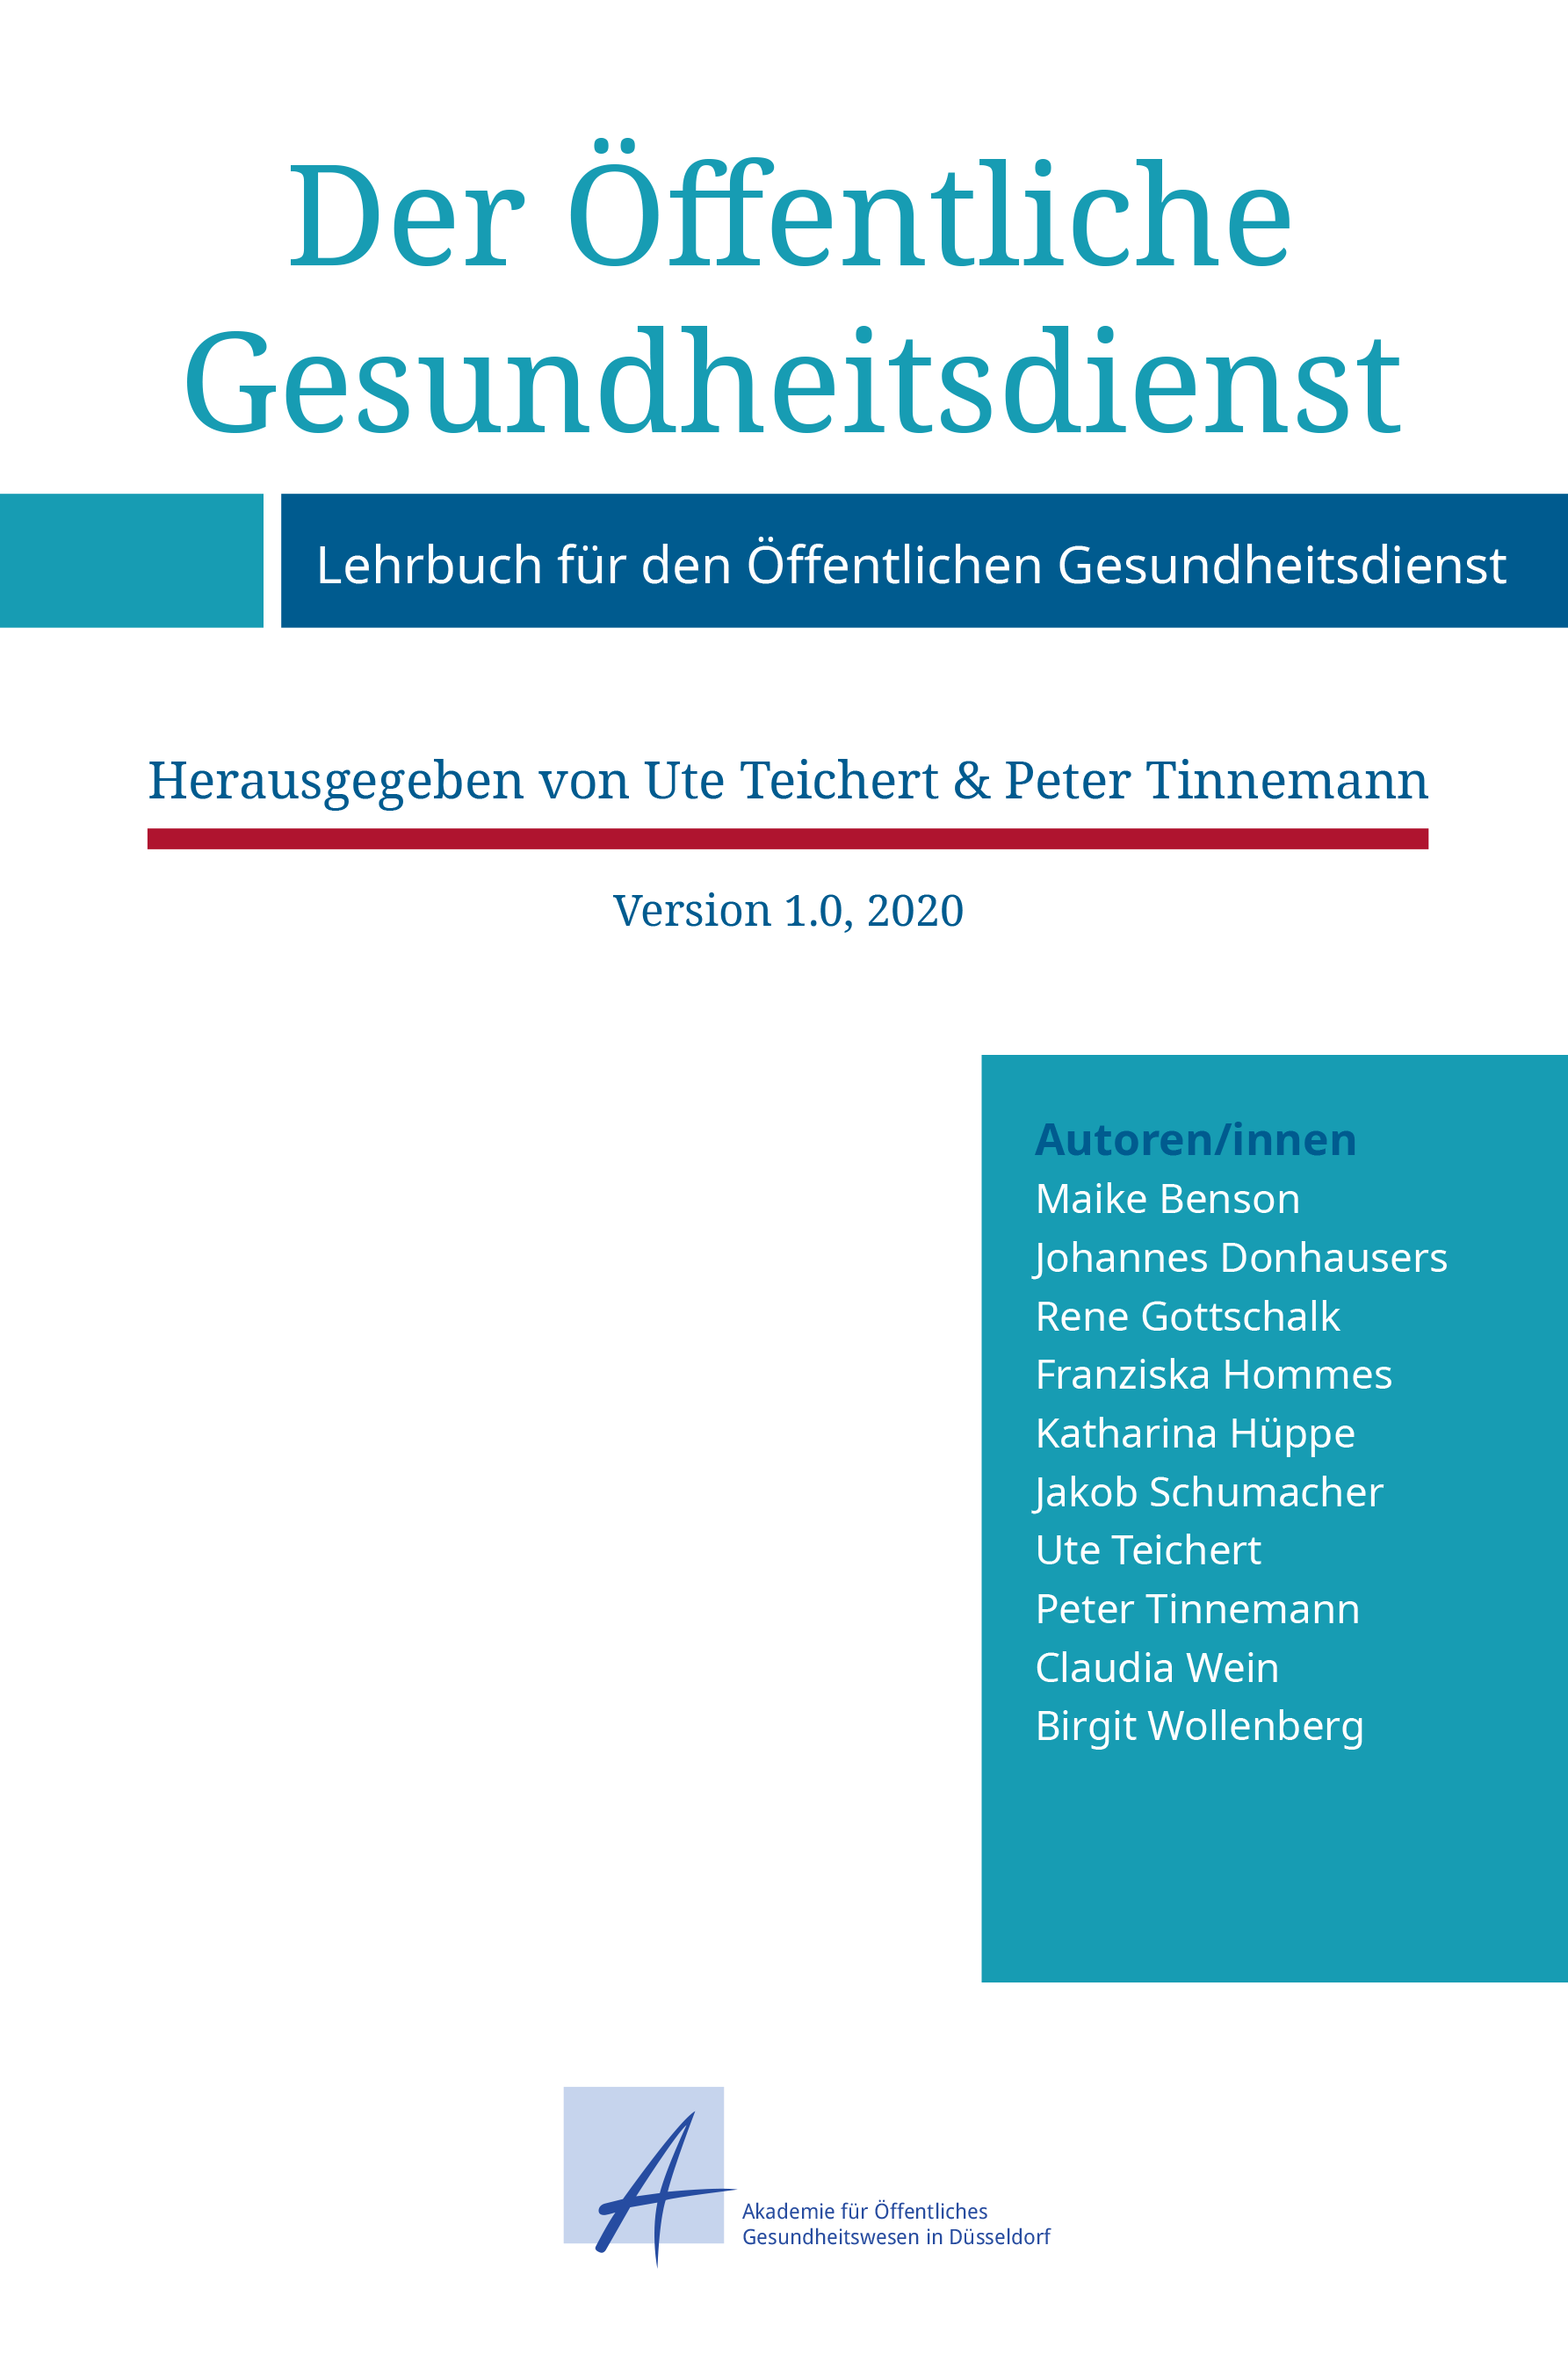 Der Öffentliche
Gesundheitsdienst
Lehrbuch für den Öffentlichen Gesundheitsdienst
Herausgegeben von Ute Teichert & Peter Tinnemann
Version 1.0, 2020
Autoren/innen
Maike Benson
Johannes Donhausers
Rene Gottschalk
Franziska Hommes
Katharina Hüppe
Jakob Schumacher
Ute Teichert
Peter Tinnemann
Claudia Wein
Birgit Wollenberg
A
Akademie für Öffentliches
Gesundheitswesen in Düsseldorf